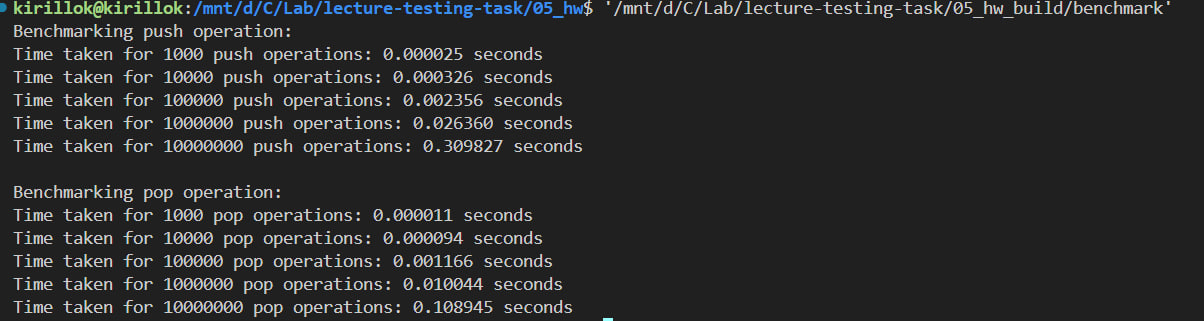 kirillok@kirillok:/mnt/d/C/Lab/lecture-testing-task/05_hw$ '/mnt/d/C/Lab/lecture-testing-task/05_hw_build/benchmark'
Benchmarking push operation:
Time taken for 1000 push operations: 0.000025 seconds
Time taken for 10000 push operations: 0.000326 seconds
Time taken for 100000 push operations: 0.002356 seconds
Time taken for 1000000 push operations: 0.026360 seconds
Time taken for 10000000 push operations: 0.309827 seconds
Benchmarking pop operation:
Time taken for 1000 pop operations: 0.000011 seconds
Time taken for 10000 pop operations: 0.000094 seconds
Time taken for 100000 pop operations: 0.001166 seconds
Time taken for 1000000 pop operations: 0.010044 seconds
Time taken for 10000000 pop operations: 0.108945 seconds